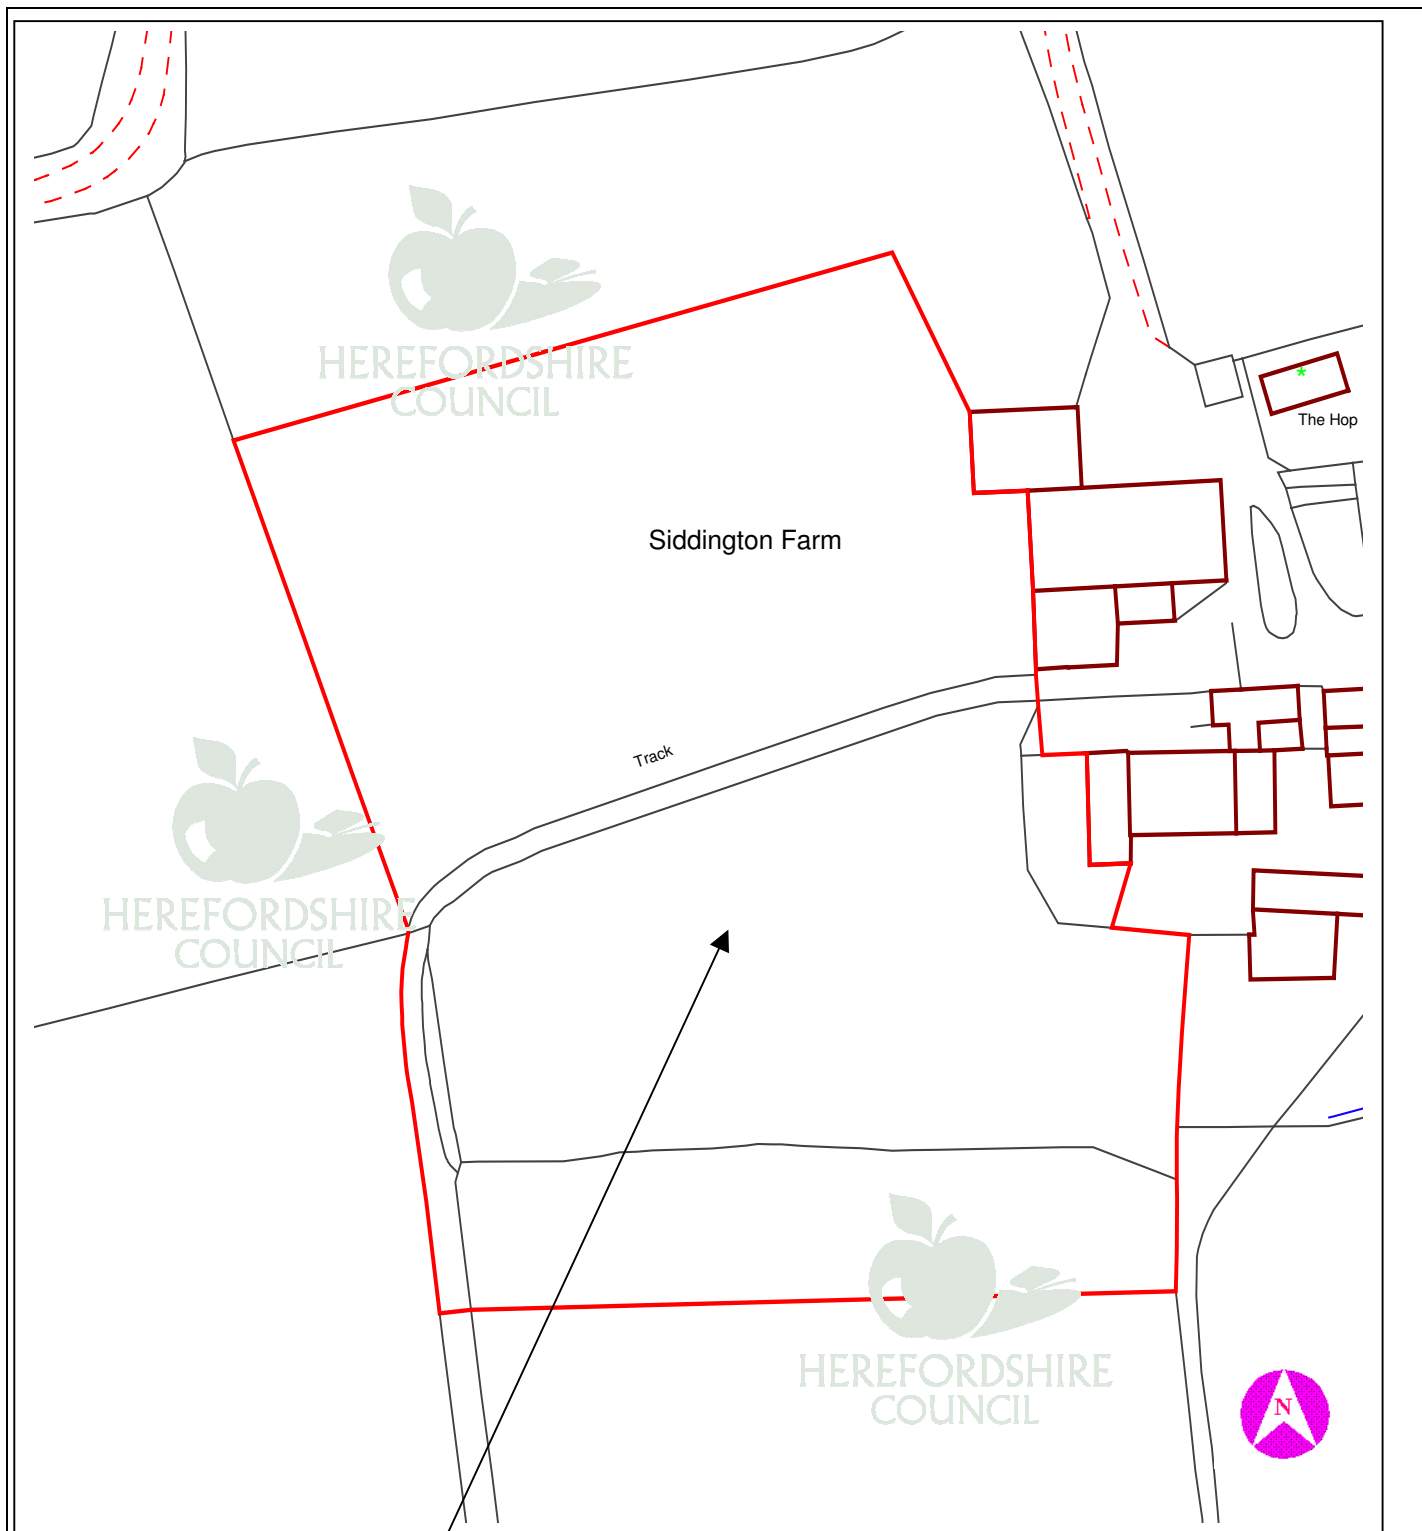 HEREFORDSHIRE
COUNCIL
The Hop
Siddington Farm
Track
HEREFORDSHIRE
COUNCIL
HEREFORDSHIRE
COUNCIL
N